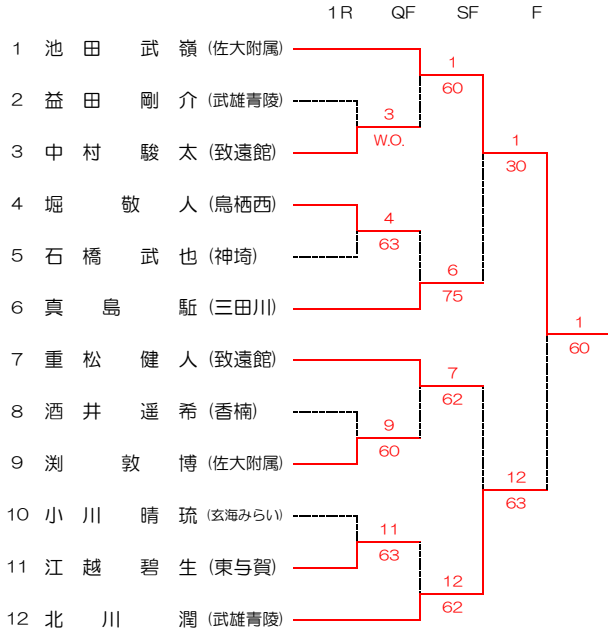 1R QF SF F
1 池田 武嶺 (佐大附属)
1
60
2 益田 剛介 (武雄青陵)
3
W.O.
3 中村 駿太 (致遠館)
1
30
4 堀 敬人 (鳥栖西)
4
63
5 石橋 武也 (神埼)
6
75
6 真島 駈 (三田川)
1
60
7 重松 健人 (致遠館)
7
62
8 酒井 遥希 (香楠)
9
60
9 渕 敦博 (佐大附属)
12
63
10 小川 晴琉 (玄海みらい)
11
63
11 江越 碧生 (東与賀)
12
62
12 北川 潤 (武雄青陵)